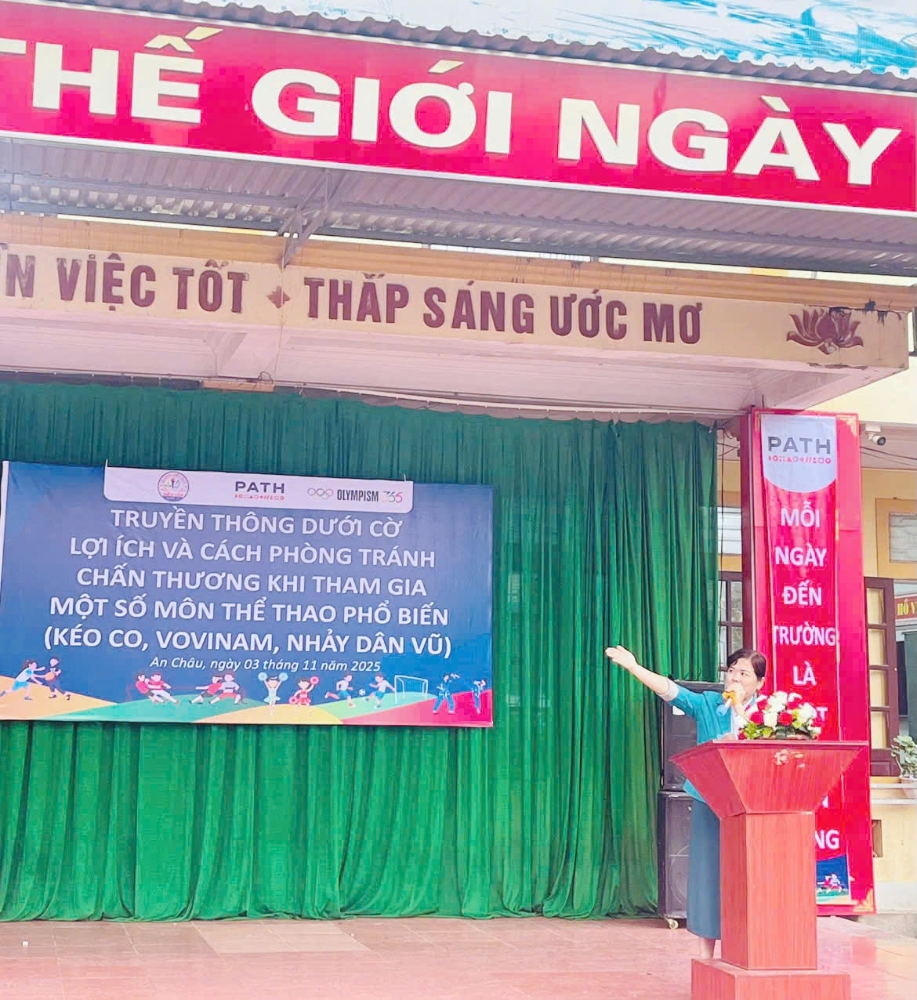 THẾ GIỚI NGÀY
VIỆC TỐT THẮP SÁNG ƯỚC MƠ
PATH
OLYMPISM 365
TRUYỀN THÔNG DƯỚI CỜ
LỢI ÍCH VÀ CÁCH PHÒNG TRÁNH
CHẤN THƯƠNG KHI THAM GIA
MỘT SỐ MÔN THỂ THAO PHỔ BIẾN
(KÉO CO, VOVINAM, NHẢY DÂN VŨ)
An Châu, ngày 03 tháng 11 năm 2025
PATH
MỖI
NGÀY
ĐẾN
TRƯỜNG
LÀ